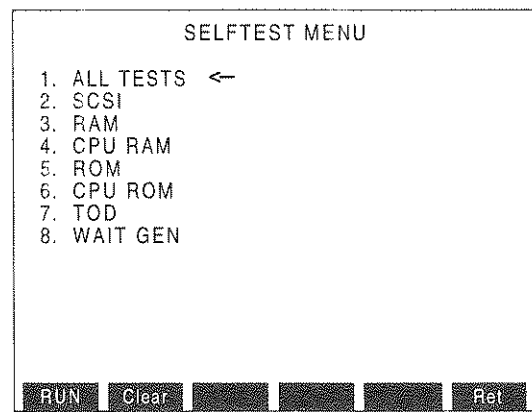 SELFTEST MENU
1. ALL TESTS <—
2. SCSI
3. RAM
4. CPU RAM
5. ROM
6. CPU ROM
7. TOD
8. WAIT GEN
RUN Clear Ret